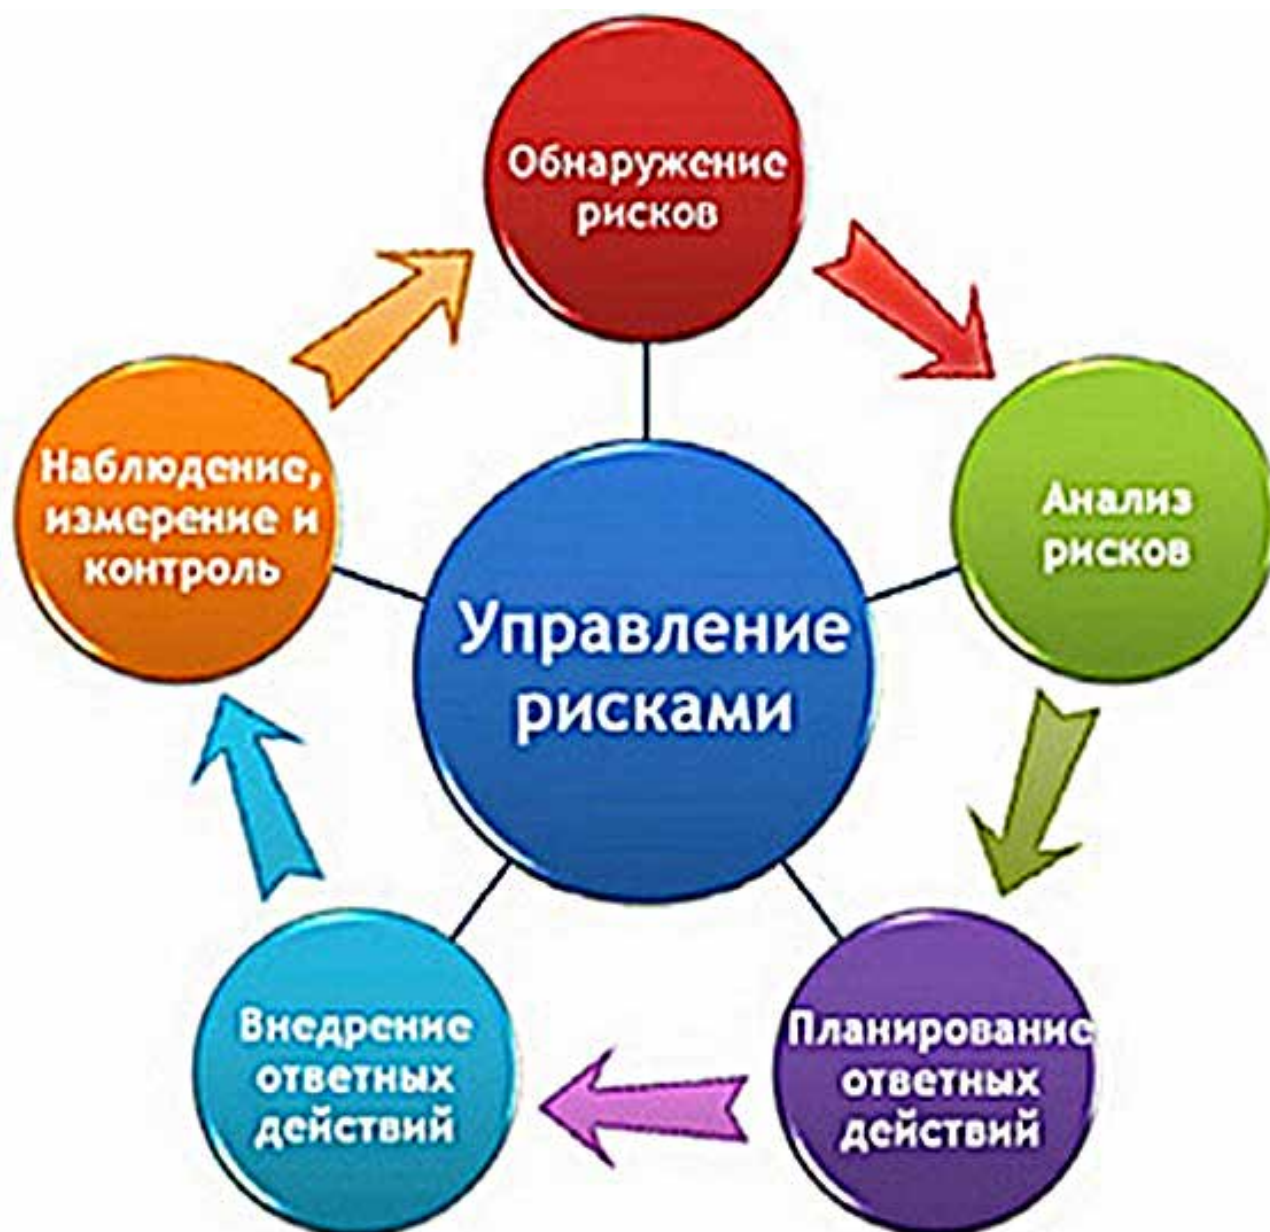 Обнаружение
рисков
Анализ
рисков
Планирование
ответных
действий
Внедрение
ответных
действий
Наблюдение,
измерение и
контроль
Управление
рисками